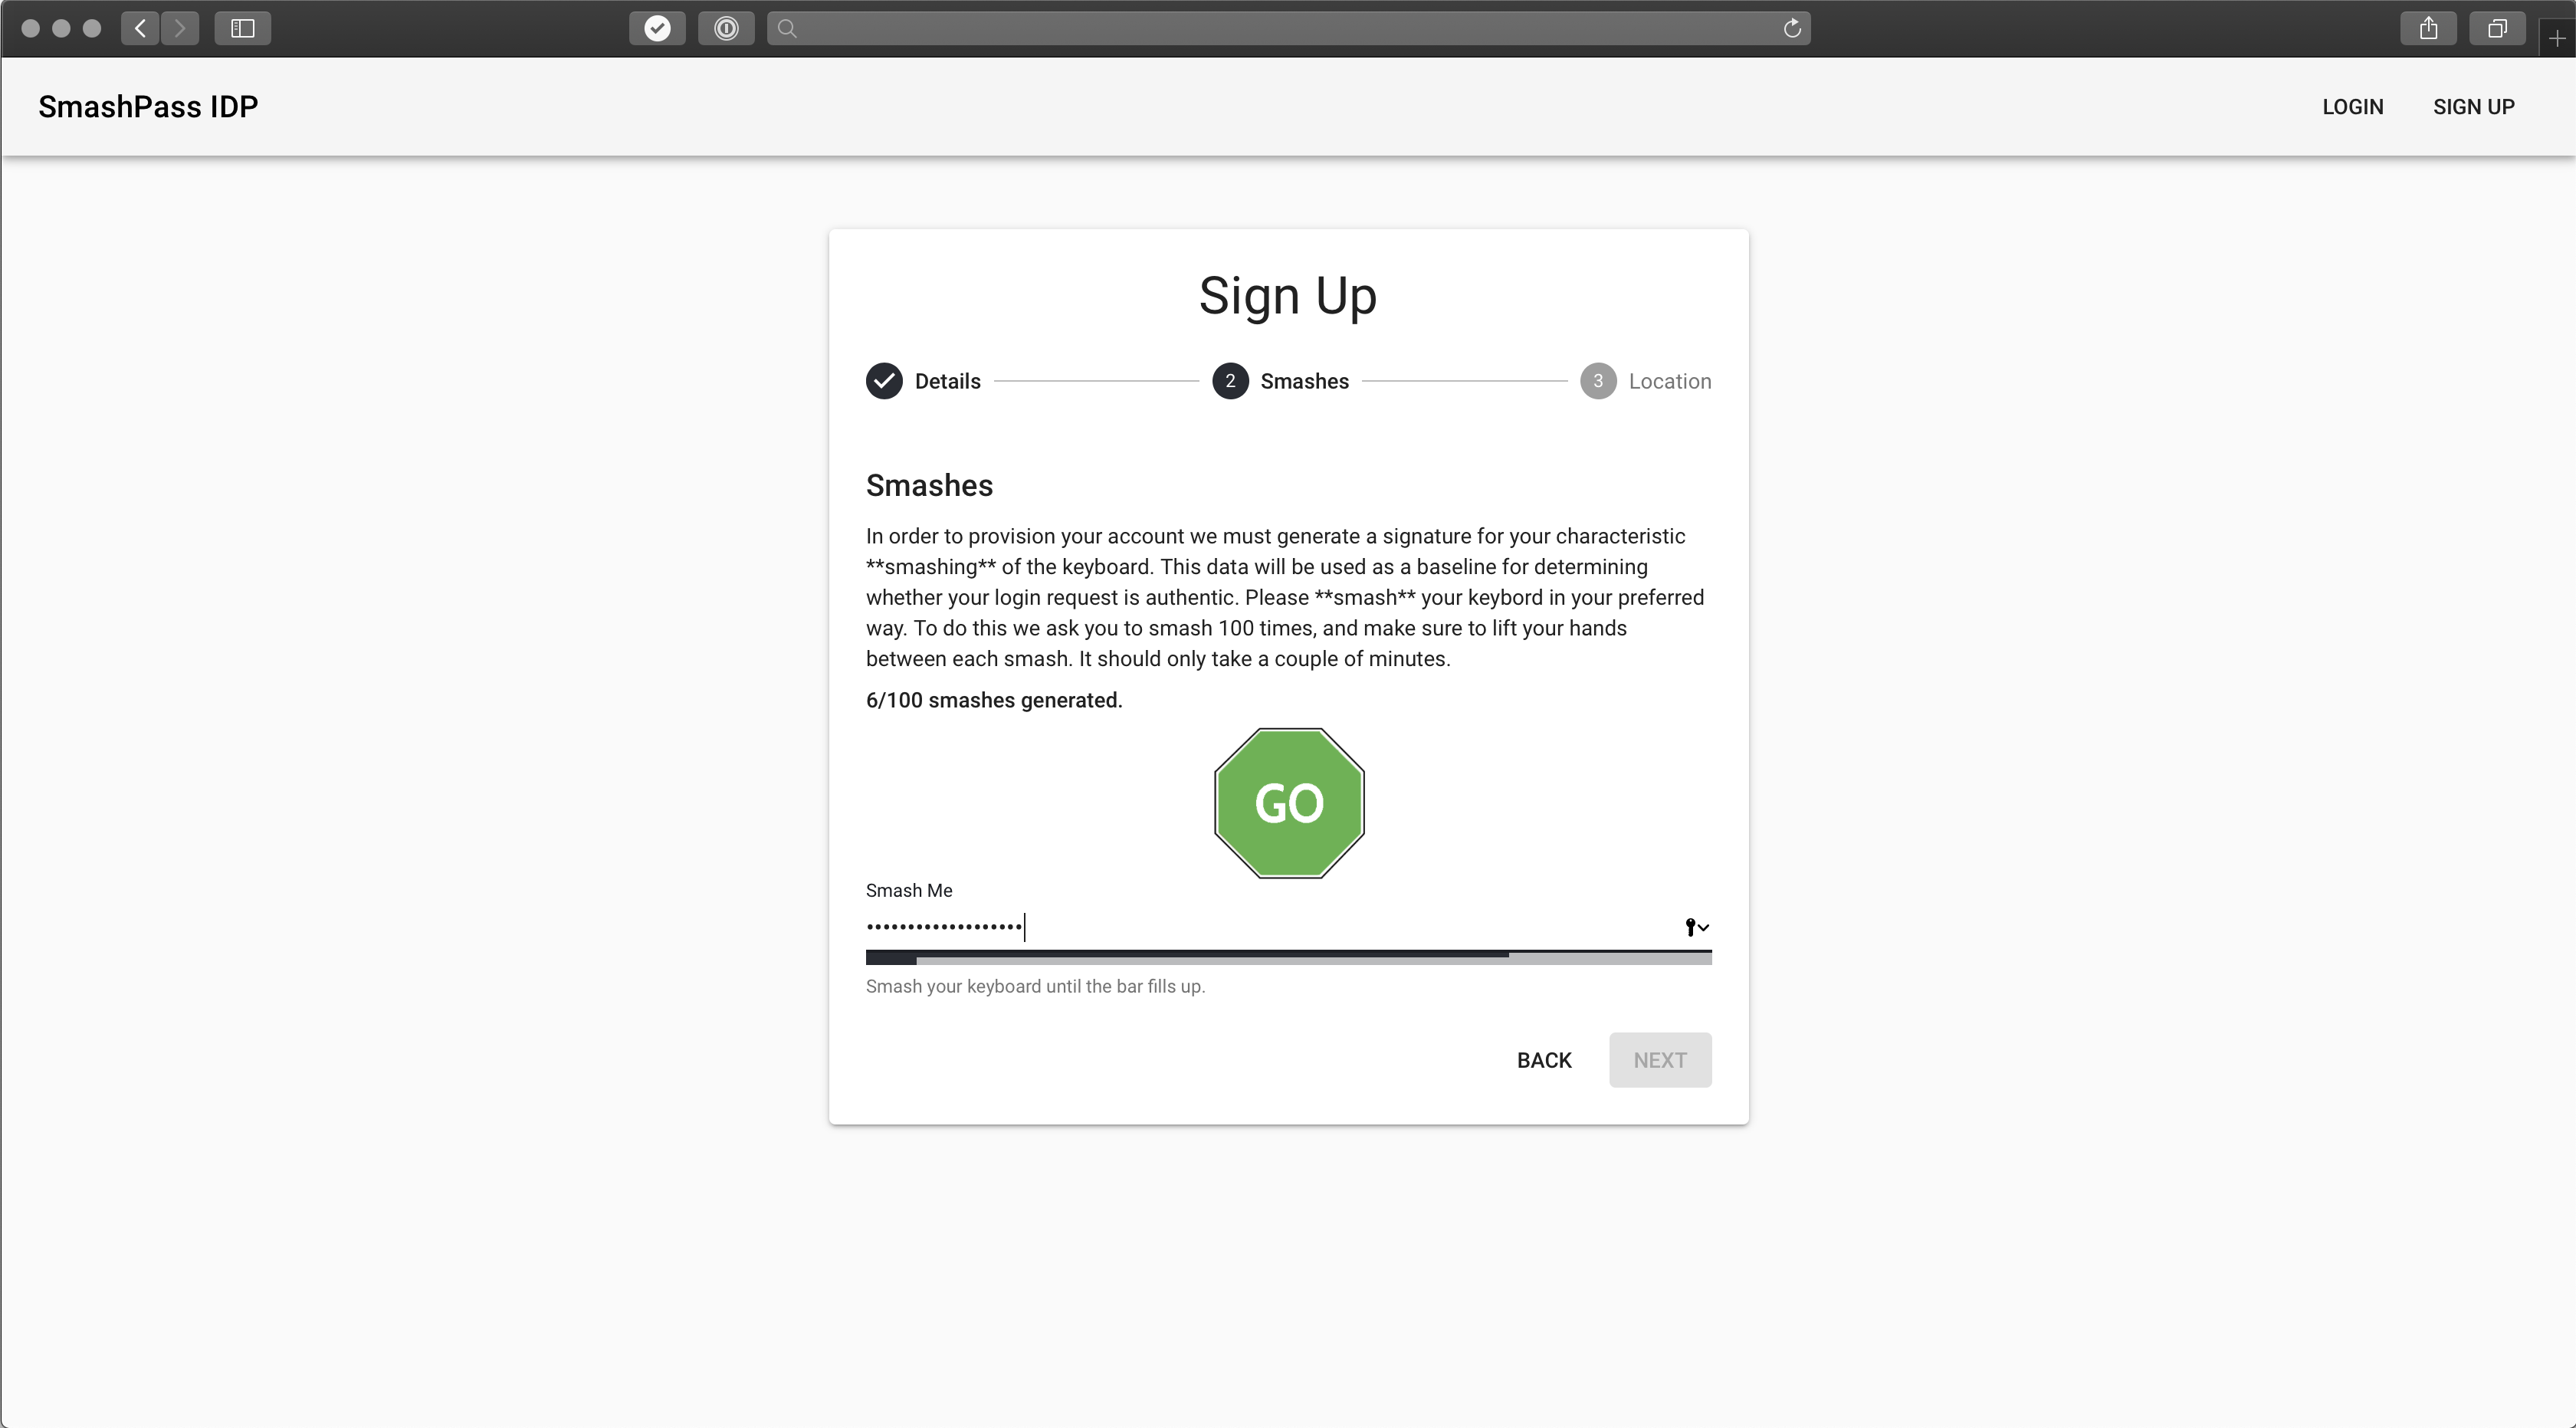 SmashPass IDP
LOGIN
SIGN UP
Sign Up
Details
2
Smashes
3
Location
Smashes
In order to provision your account we must generate a signature for your characteristic
**smashing** of the keyboard. This data will be used as a baseline for determining
whether your login request is authentic. Please **smash** your keybord in your preferred
way. To do this we ask you to smash 100 times, and make sure to lift your hands
between each smash. It should only take a couple of minutes.
6/100 smashes generated.
GO
Smash Me
•••••••••••••••••••
Smash your keyboard until the bar fills up.
BACK
NEXT